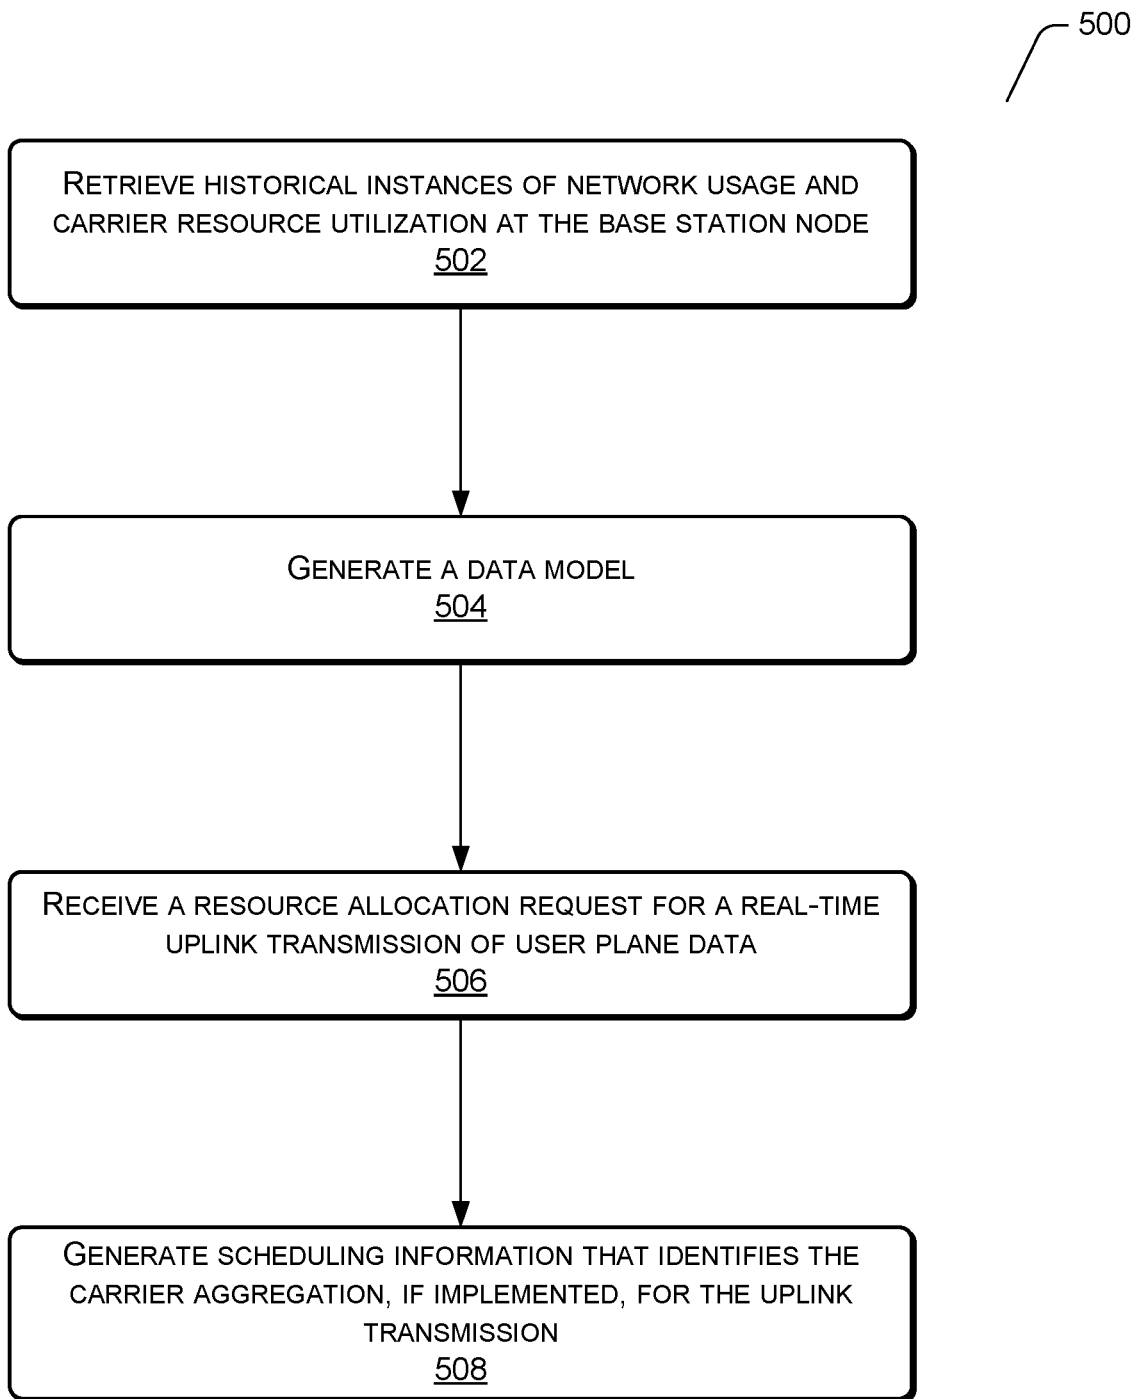 500
RETRIEVE HISTORICAL INSTANCES OF NETWORK USAGE AND
CARRIER RESOURCE UTILIZATION AT THE BASE STATION NODE
502
GENERATE A DATA MODEL
504
RECEIVE A RESOURCE ALLOCATION REQUEST FOR A REAL-TIME
UPLINK TRANSMISSION OF USER PLANE DATA
506
GENERATE SCHEDULING INFORMATION THAT IDENTIFIES THE
CARRIER AGGREGATION, IF IMPLEMENTED, FOR THE UPLINK
TRANSMISSION
508